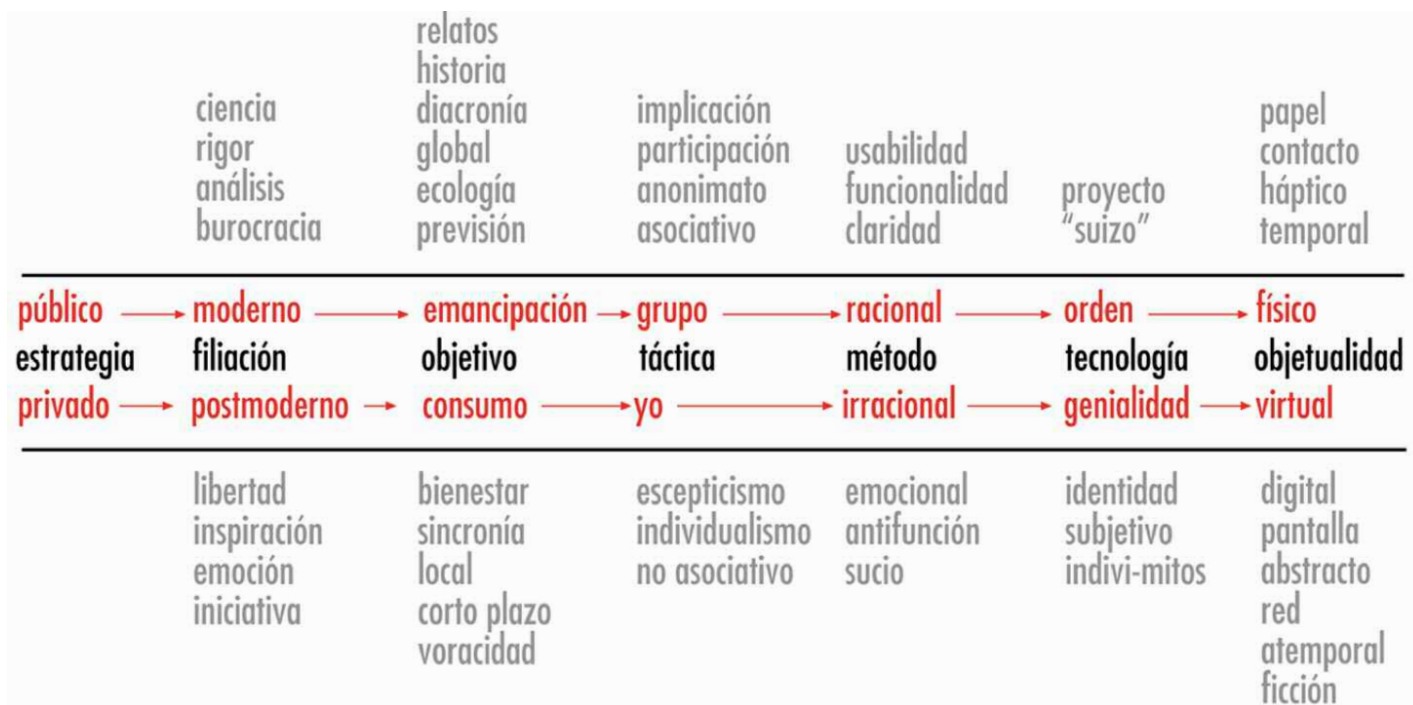 relatos
historia
ciencia diacronía implicación papel
rigor global participación usabilidad contacto
análisis ecología anonimato funcionalidad proyecto háptico
burocracia previsión asociativo claridad “suizo” temporal
público moderno emancipación grupo racional orden físico
estrategia filiación objetivo táctica método tecnología objetualidad
privado postmoderno consumo yo irracional genialidad virtual
libertad bienestar escepticismo emocional identidad digital
inspiración sincronía individualismo antifunción subjetivo pantalla
emoción local no asociativo sucio indivi-mitos abstracto
iniciativa corto plazo red
voracidad atemporal
ficción